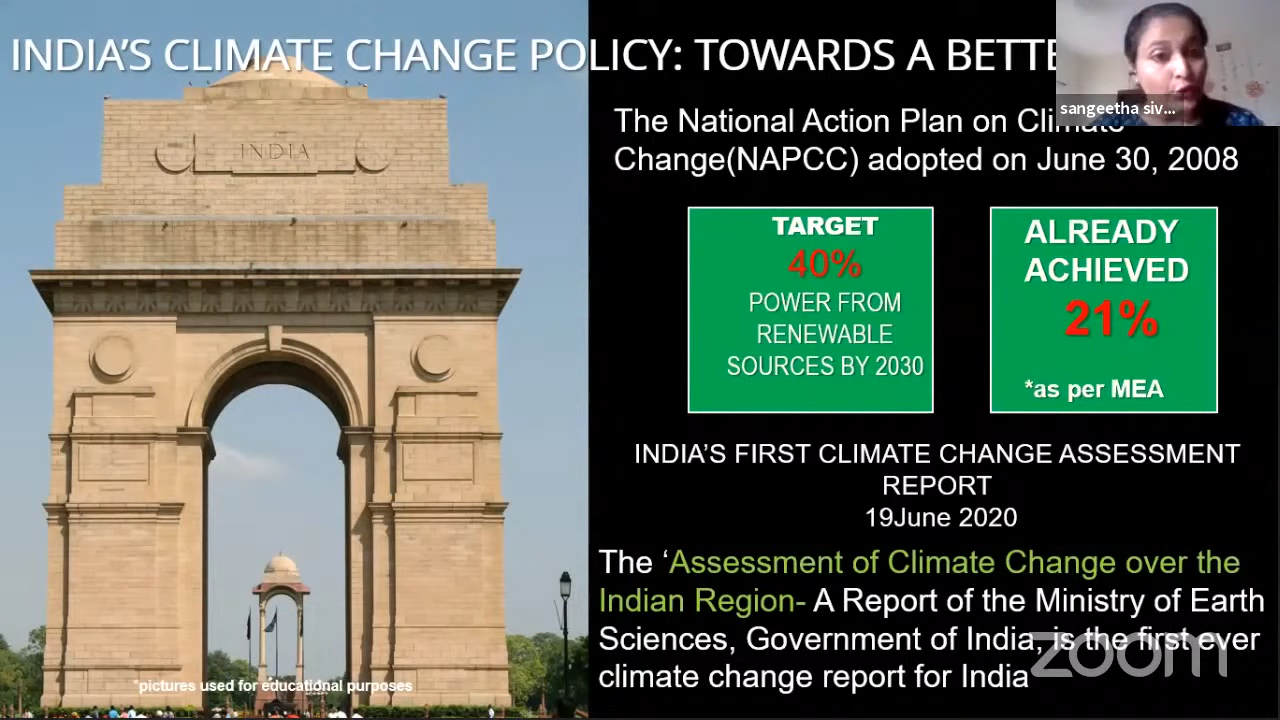 INDIA'S CLIMATE CHANGE POLICY: TOWARDS A BETTE
sangeetha siv...
The National Action Plan on Climate
Change(NAPCC) adopted on June 30, 2008
INDIA
TARGET
40%
POWER FROM
RENEWABLE
SOURCES BY 2030
ALREADY
ACHIEVED
21%
*as per MEA
INDIA'S FIRST CLIMATE CHANGE ASSESSMENT
REPORT
19June 2020
The ‘Assessment of Climate Change over the
Indian Region- A Report of the Ministry of Earth
Sciences, Government of India, is the first ever
climate change report for India
zoom
*pictures used for educational purposes